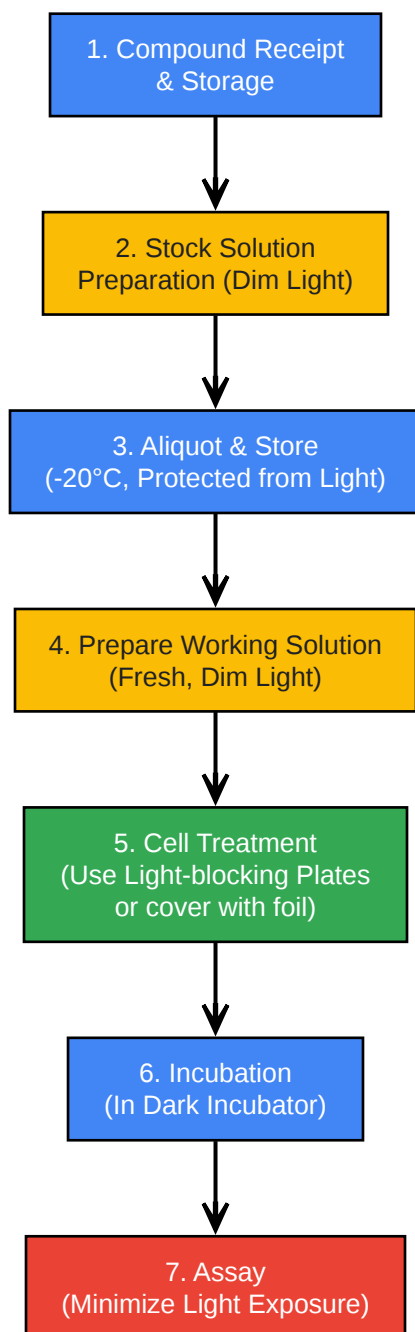 1. Compound Receipt
& Storage
2. Stock Solution
Preparation (Dim Light)
3. Aliquot & Store
(-20°C, Protected from Light)
4. Prepare Working Solution
(Fresh, Dim Light)
5. Cell Treatment
(Use Light-blocking Plates
or cover with foil)
6. Incubation
(In Dark Incubator)
7. Assay
(Minimize Light Exposure)